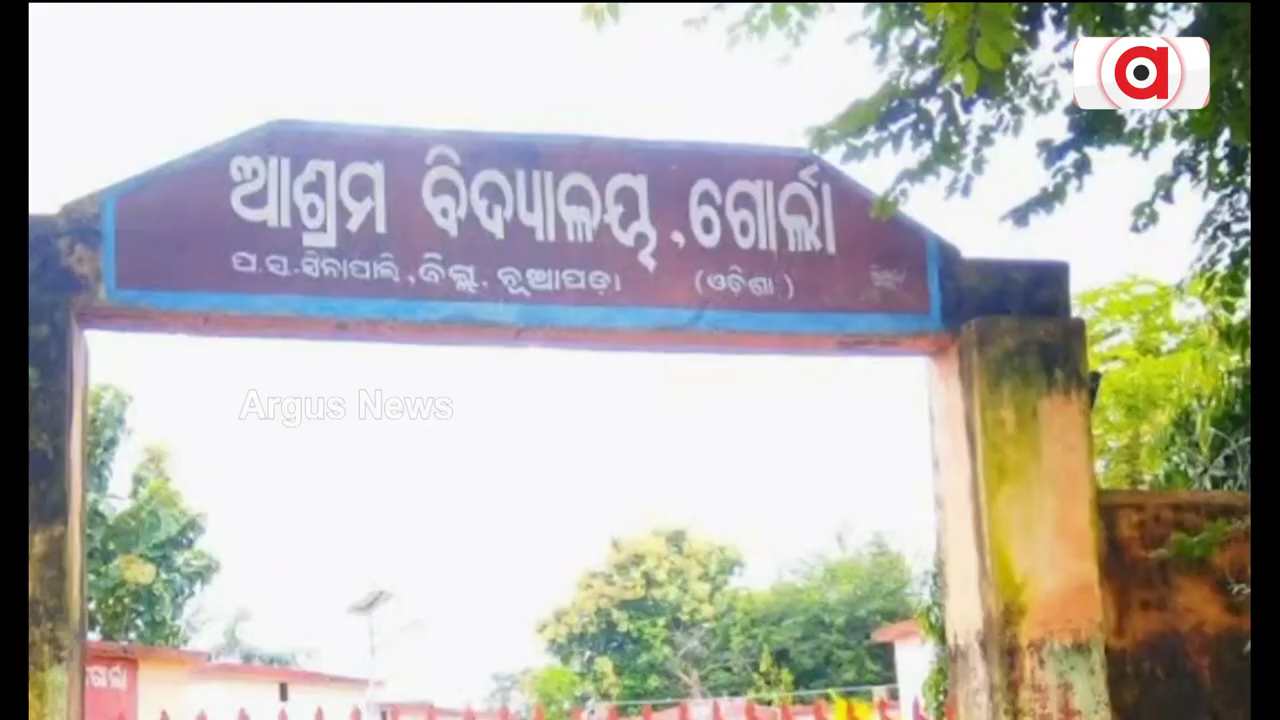 ଆଶ୍ରମ ବିଦ୍ୟାଳୟ, ଗୋର୍ଲା
ପ.ସ.ସିନାପାଲି, ଜିଲ୍ଲା. ନୂଆପଡ଼ା (ଓଡ଼ିଶା)
Argus News